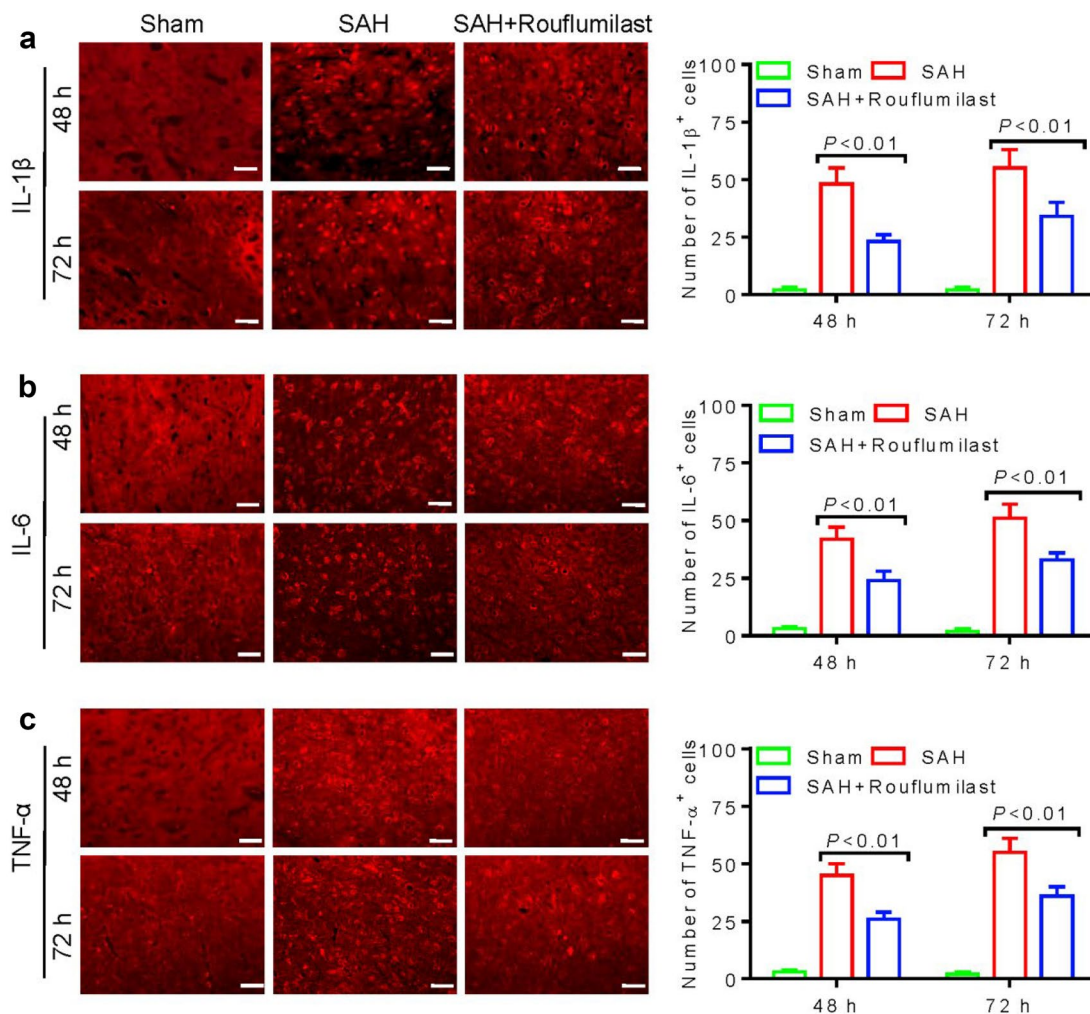 Sham SAH SAH+Rouflumilast
a
IL-1β
48 h
72 h
Number of IL-1β+ cells
100
75
50
25
0
Sham SAH
SAH+Rouflumilast
P<0.01
P<0.01
48 h 72 h
b
IL-6
48 h
72 h
Number of IL-6+ cells
100
75
50
25
0
Sham SAH
SAH+Rouflumilast
P<0.01
P<0.01
48 h 72 h
c
TNF-α
48 h
72 h
Number of TNF-α+ cells
100
75
50
25
0
Sham SAH
SAH+Rouflumilast
P<0.01
P<0.01
48 h 72 h